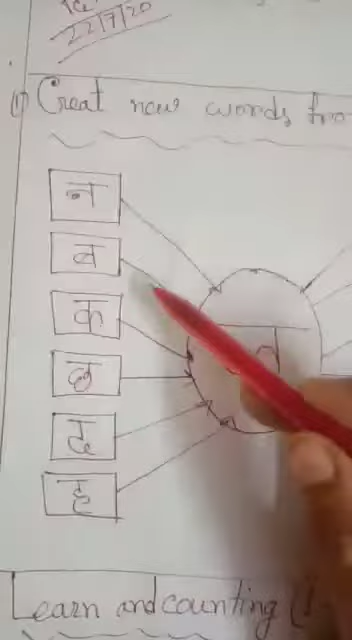 22/7/20
(1) Creat new words fro
न
ब
क
छ
द
ह
Learn and counting (